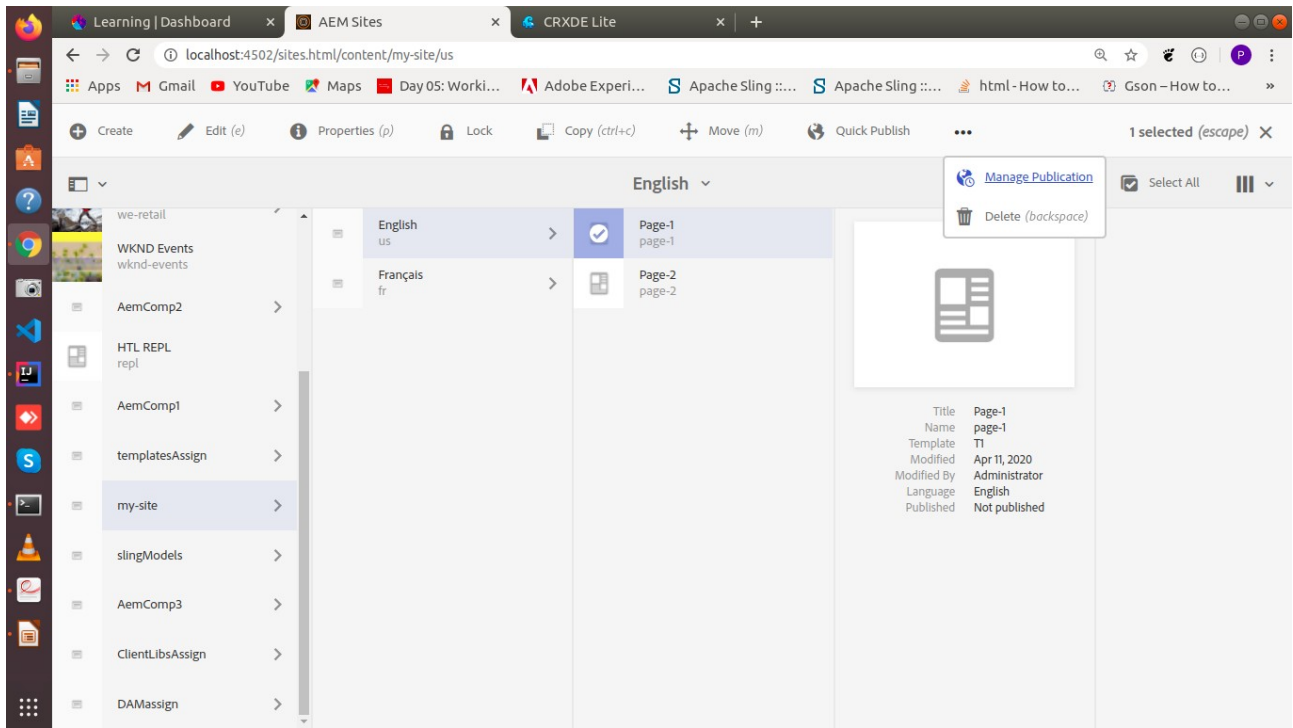 Learning | Dashboard
AEM Sites
CRXDE Lite
localhost:4502/sites.html/content/my-site/us
P
Apps
Gmail
YouTube
Maps
Day 05: Worki...
Adobe Experi...
Apache Sling ::...
Apache Sling ::...
html - How to...
Gson – How to...
»
Create
Edit (e)
Properties (p)
Lock
Copy (ctrl+c)
Move (m)
Quick Publish
1 selected (escape)
Manage Publication
Delete (backspace)
English
Select All
we-retail
WKND Events
wknd-events
AemComp2
HTL REPL
repl
AemComp1
templatesAssign
my-site
slingModels
AemComp3
ClientLibsAssign
DAMassign
English
us
Français
fr
Page-1
page-1
Page-2
page-2
Title Page-1
Name page-1
Template T1
Modified Apr 11, 2020
Modified By Administrator
Language English
Published Not published